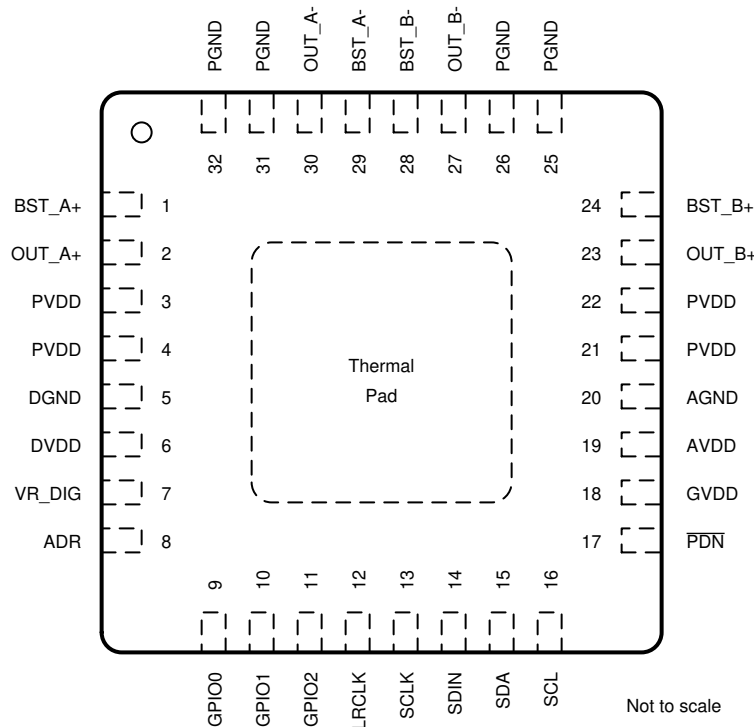 PGND
PGND
OUT_A-
BST_A-
BST_B-
OUT_B-
PGND
PGND
32
31
30
29
28
27
26
25
BST_A+ 1
24 BST_B+
OUT_A+ 2
23 OUT_B+
PVDD 3
22 PVDD
PVDD 4
21 PVDD
Thermal
Pad
DGND 5
20 AGND
DVDD 6
19 AVDD
VR_DIG 7
18 GVDD
ADR 8
17 PDN
9
10
11
12
13
14
15
16
GPIO0
GPIO1
GPIO2
LRCLK
SCLK
SDIN
SDA
SCL
Not to scale